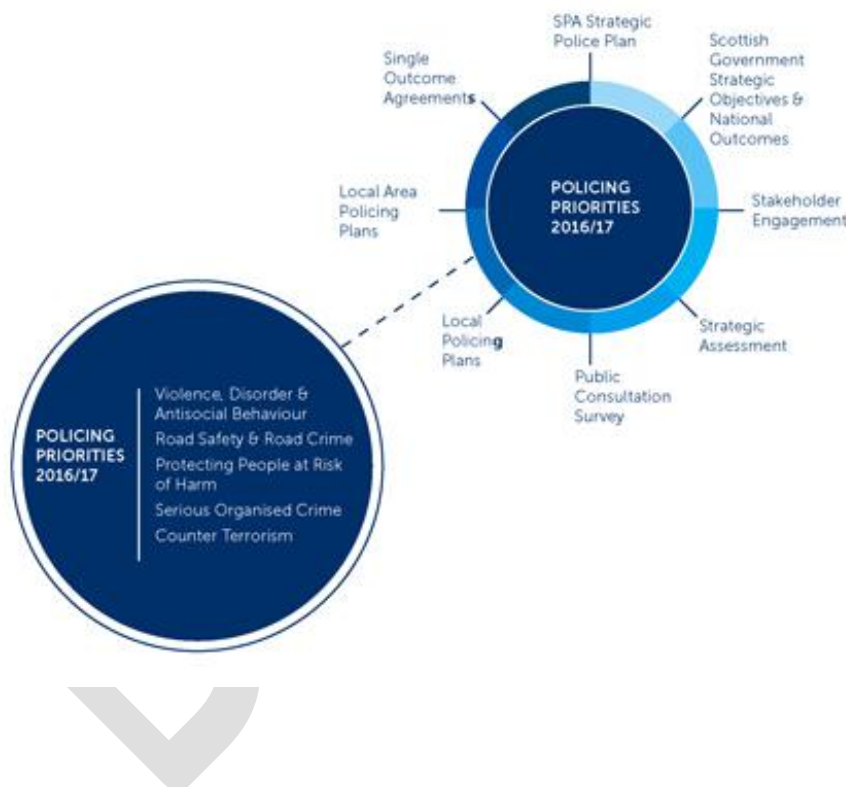 SPA Strategic
Police Plan
Scottish
Government
Strategic
Objectives &
National
Outcomes
Stakeholder
Engagement
Strategic
Assessment
Public
Consultation
Survey
Local
Policing
Plans
Local Area
Policing
Plans
Single
Outcome
Agreements
POLICING
PRIORITIES
2016/17
POLICING
PRIORITIES
2016/17
Violence, Disorder &
Antisocial Behaviour
Road Safety & Road Crime
Protecting People at Risk
of Harm
Serious Organised Crime
Counter Terrorism